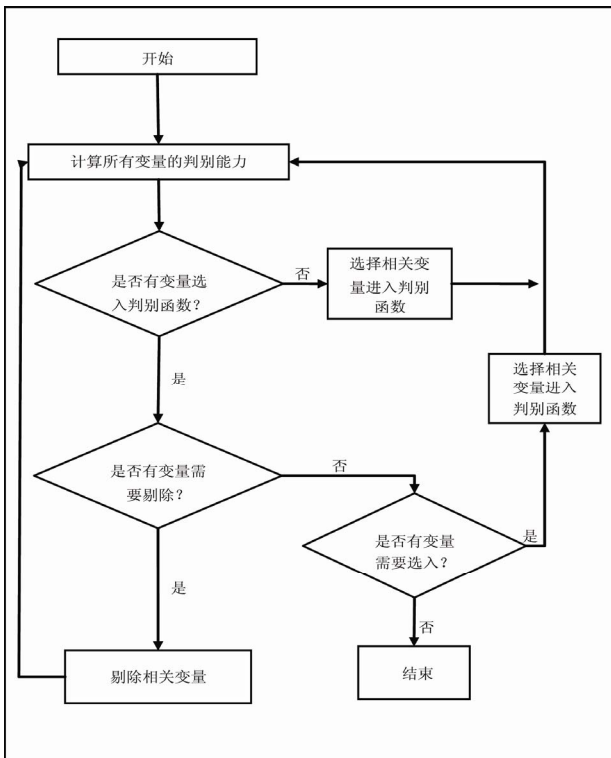 开始
计算所有变量的判别能力
是否有变量选
入判别函数？
否
选择相关变
量进入判别
函数
是
选择相关
变量进入
判别函数
是否有变量需
要剔除？
否
是否有变量
需要选入？
是
是
否
剔除相关变量
结束